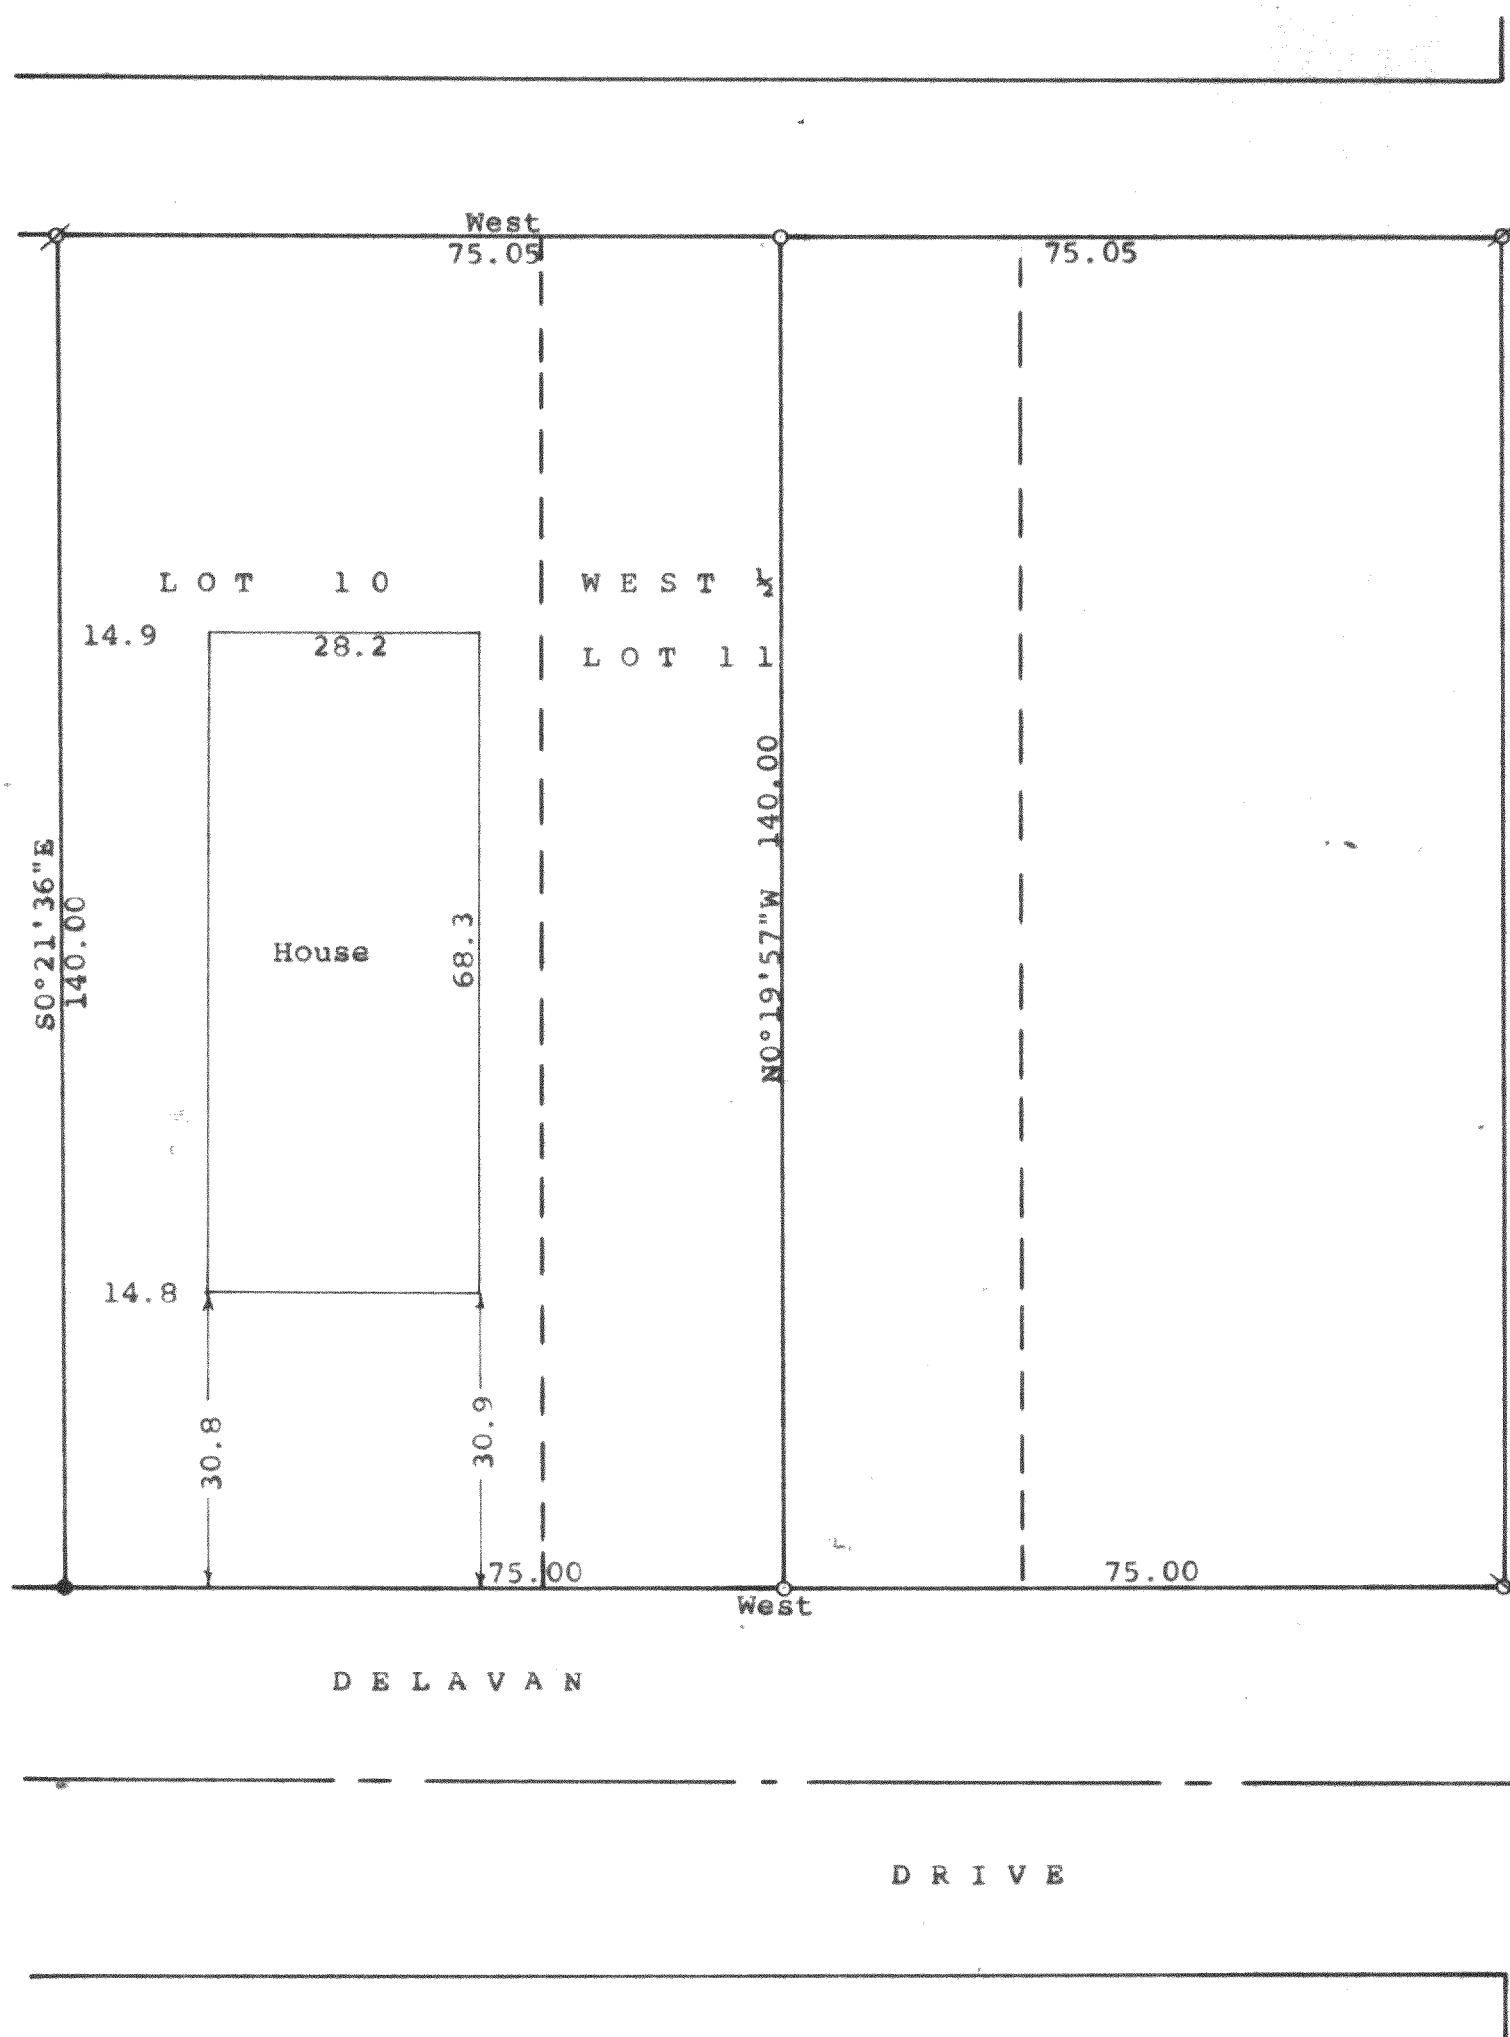 West
75.05
75.05
LOT 10
WEST ½
14.9
28.2
LOT 11
S0°21'36"E
140.00
House
68.3
N0°19'57"W 140.00
14.8
30.8
30.9
75.00
75.00
West
DELAVAN
DRIVE